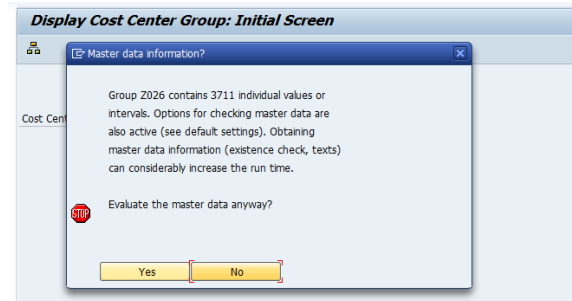 Display Cost Center Group: Initial Screen
Master data information?
Group Z026 contains 3711 individual values or
intervals. Options for checking master data are
also active (see default settings). Obtaining
master data information (existence check, texts)
can considerably increase the run time.
Cost Cent
Evaluate the master data anyway?
STOP
Yes No